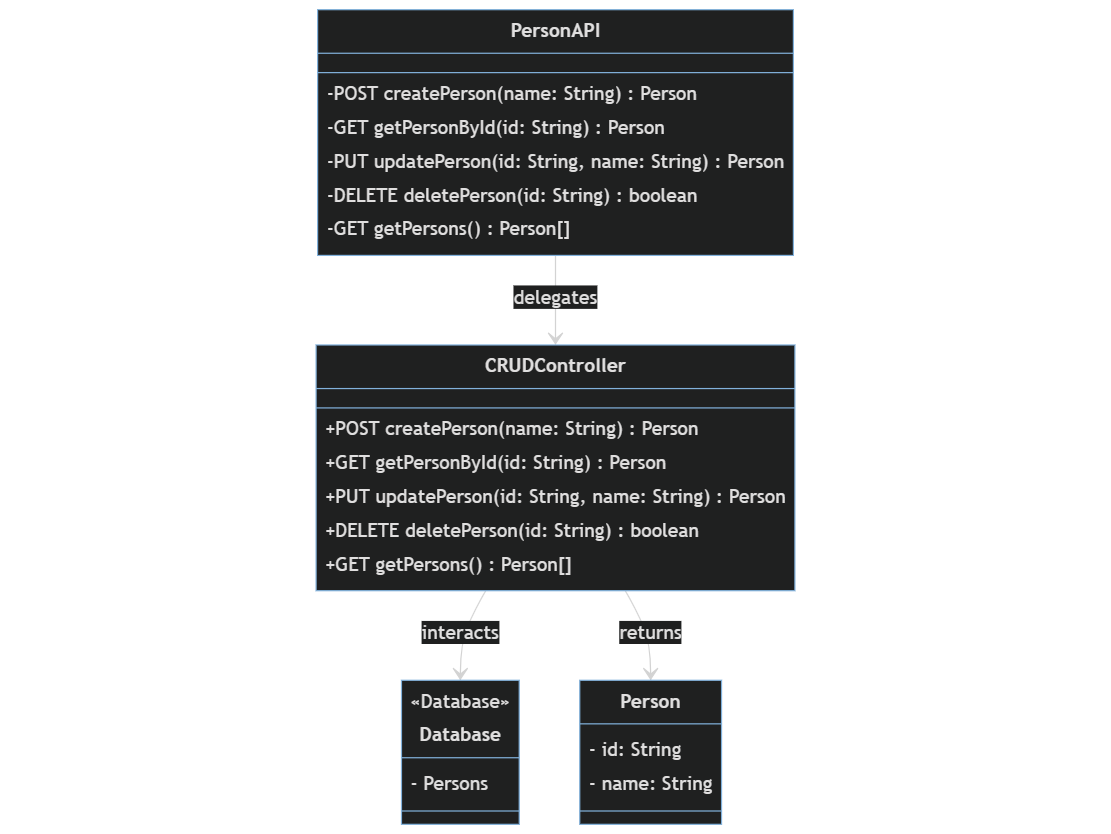 PersonAPI
-POST createPerson(name: String) : Person
-GET getPersonById(id: String) : Person
-PUT updatePerson(id: String, name: String) : Person
-DELETE deletePerson(id: String) : boolean
-GET getPersons() : Person[]
delegates
CRUDController
+POST createPerson(name: String) : Person
+GET getPersonById(id: String) : Person
+PUT updatePerson(id: String, name: String) : Person
+DELETE deletePerson(id: String) : boolean
+GET getPersons() : Person[]
interacts
returns
«Database»
Database
- Persons
Person
- id: String
- name: String